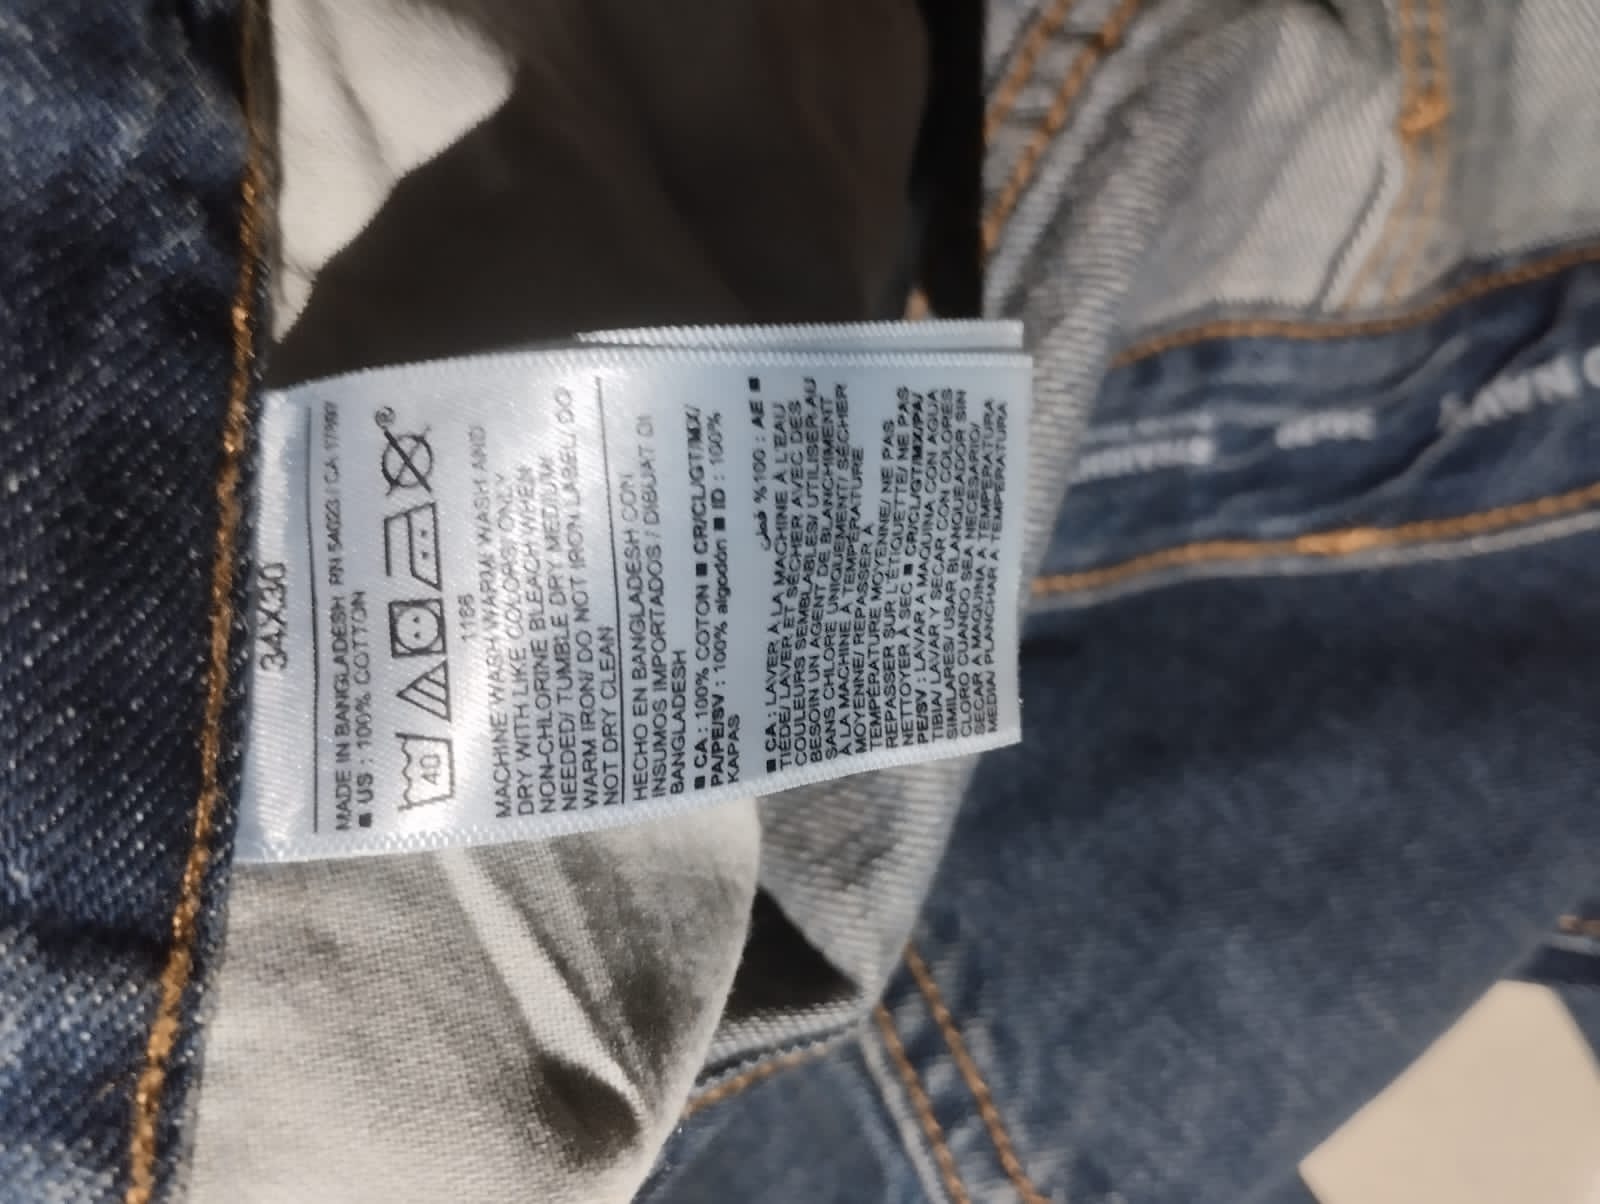 34X30
MADE IN BANGLADESH RN 54023 / CA 17897
■ US : 100% COTTON
40
®
1186
MACHINE WASH WARM/ WASH AND
DRY WITH LIKE COLORS/ ONLY
NON-CHLORINE BLEACH WHEN
NEEDED/ TUMBLE DRY MEDIUM/
WARM IRON/ DO NOT IRON LABEL/ DO
NOT DRY CLEAN
HECHO EN BANGLADESH CON
INSUMOS IMPORTADOS / DIBUAT DI
BANGLADESH
■ CA : 100% COTON ■ CR/CL/GT/MX/
PA/PE/SV : 100% algodón ■ ID : 100%
KAPAS
■ AE : 100% قطن
■ CA : LAVER À LA MACHINE À L'EAU
TIÈDE/ LAVER ET SÉCHER AVEC DES
COULEURS SEMBLABLES/ UTILISER AU
BESOIN UN AGENT DE BLANCHIMENT
SANS CHLORE UNIQUEMENT/ SÉCHER
À LA MACHINE À TEMPÉRATURE
MOYENNE/ REPASSER À
TEMPÉRATURE MOYENNE/ NE PAS
REPASSER SUR L'ÉTIQUETTE/ NE PAS
NETTOYER À SEC ■ CR/CL/GT/MX/PA/
PE/SV : LAVAR A MAQUINA CON AGUA
TIBIA/ LAVAR Y SECAR CON COLORES
SIMILARES/ USAR BLANQUEADOR SIN
CLORO CUANDO SEA NECESARIO/
SECAR A MAQUINA A TEMPERATURA
MEDIA/ PLANCHAR A TEMPERATURA
NAVY